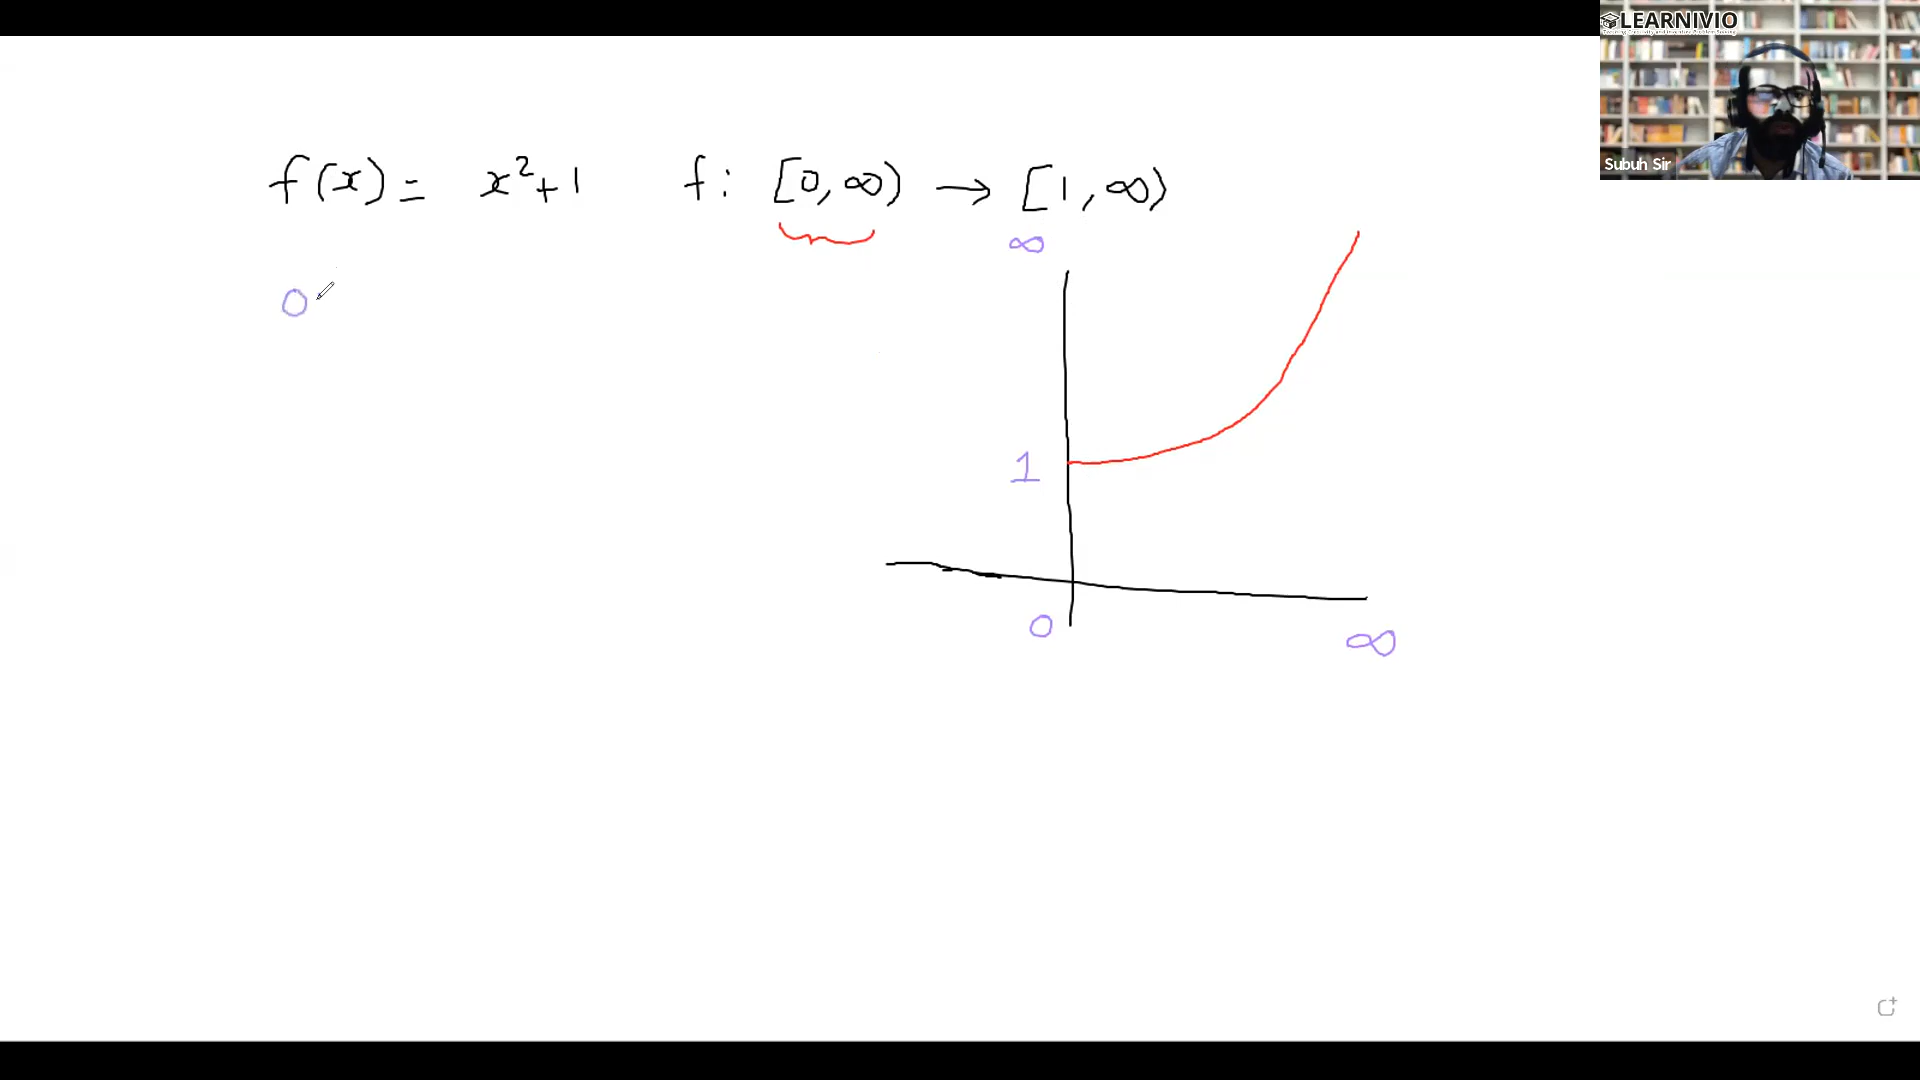 LEARNIVIO
Subuh Sir
f(x) = x²+1 f: [0, ∞) → [1, ∞)
∞
0
1
0
∞